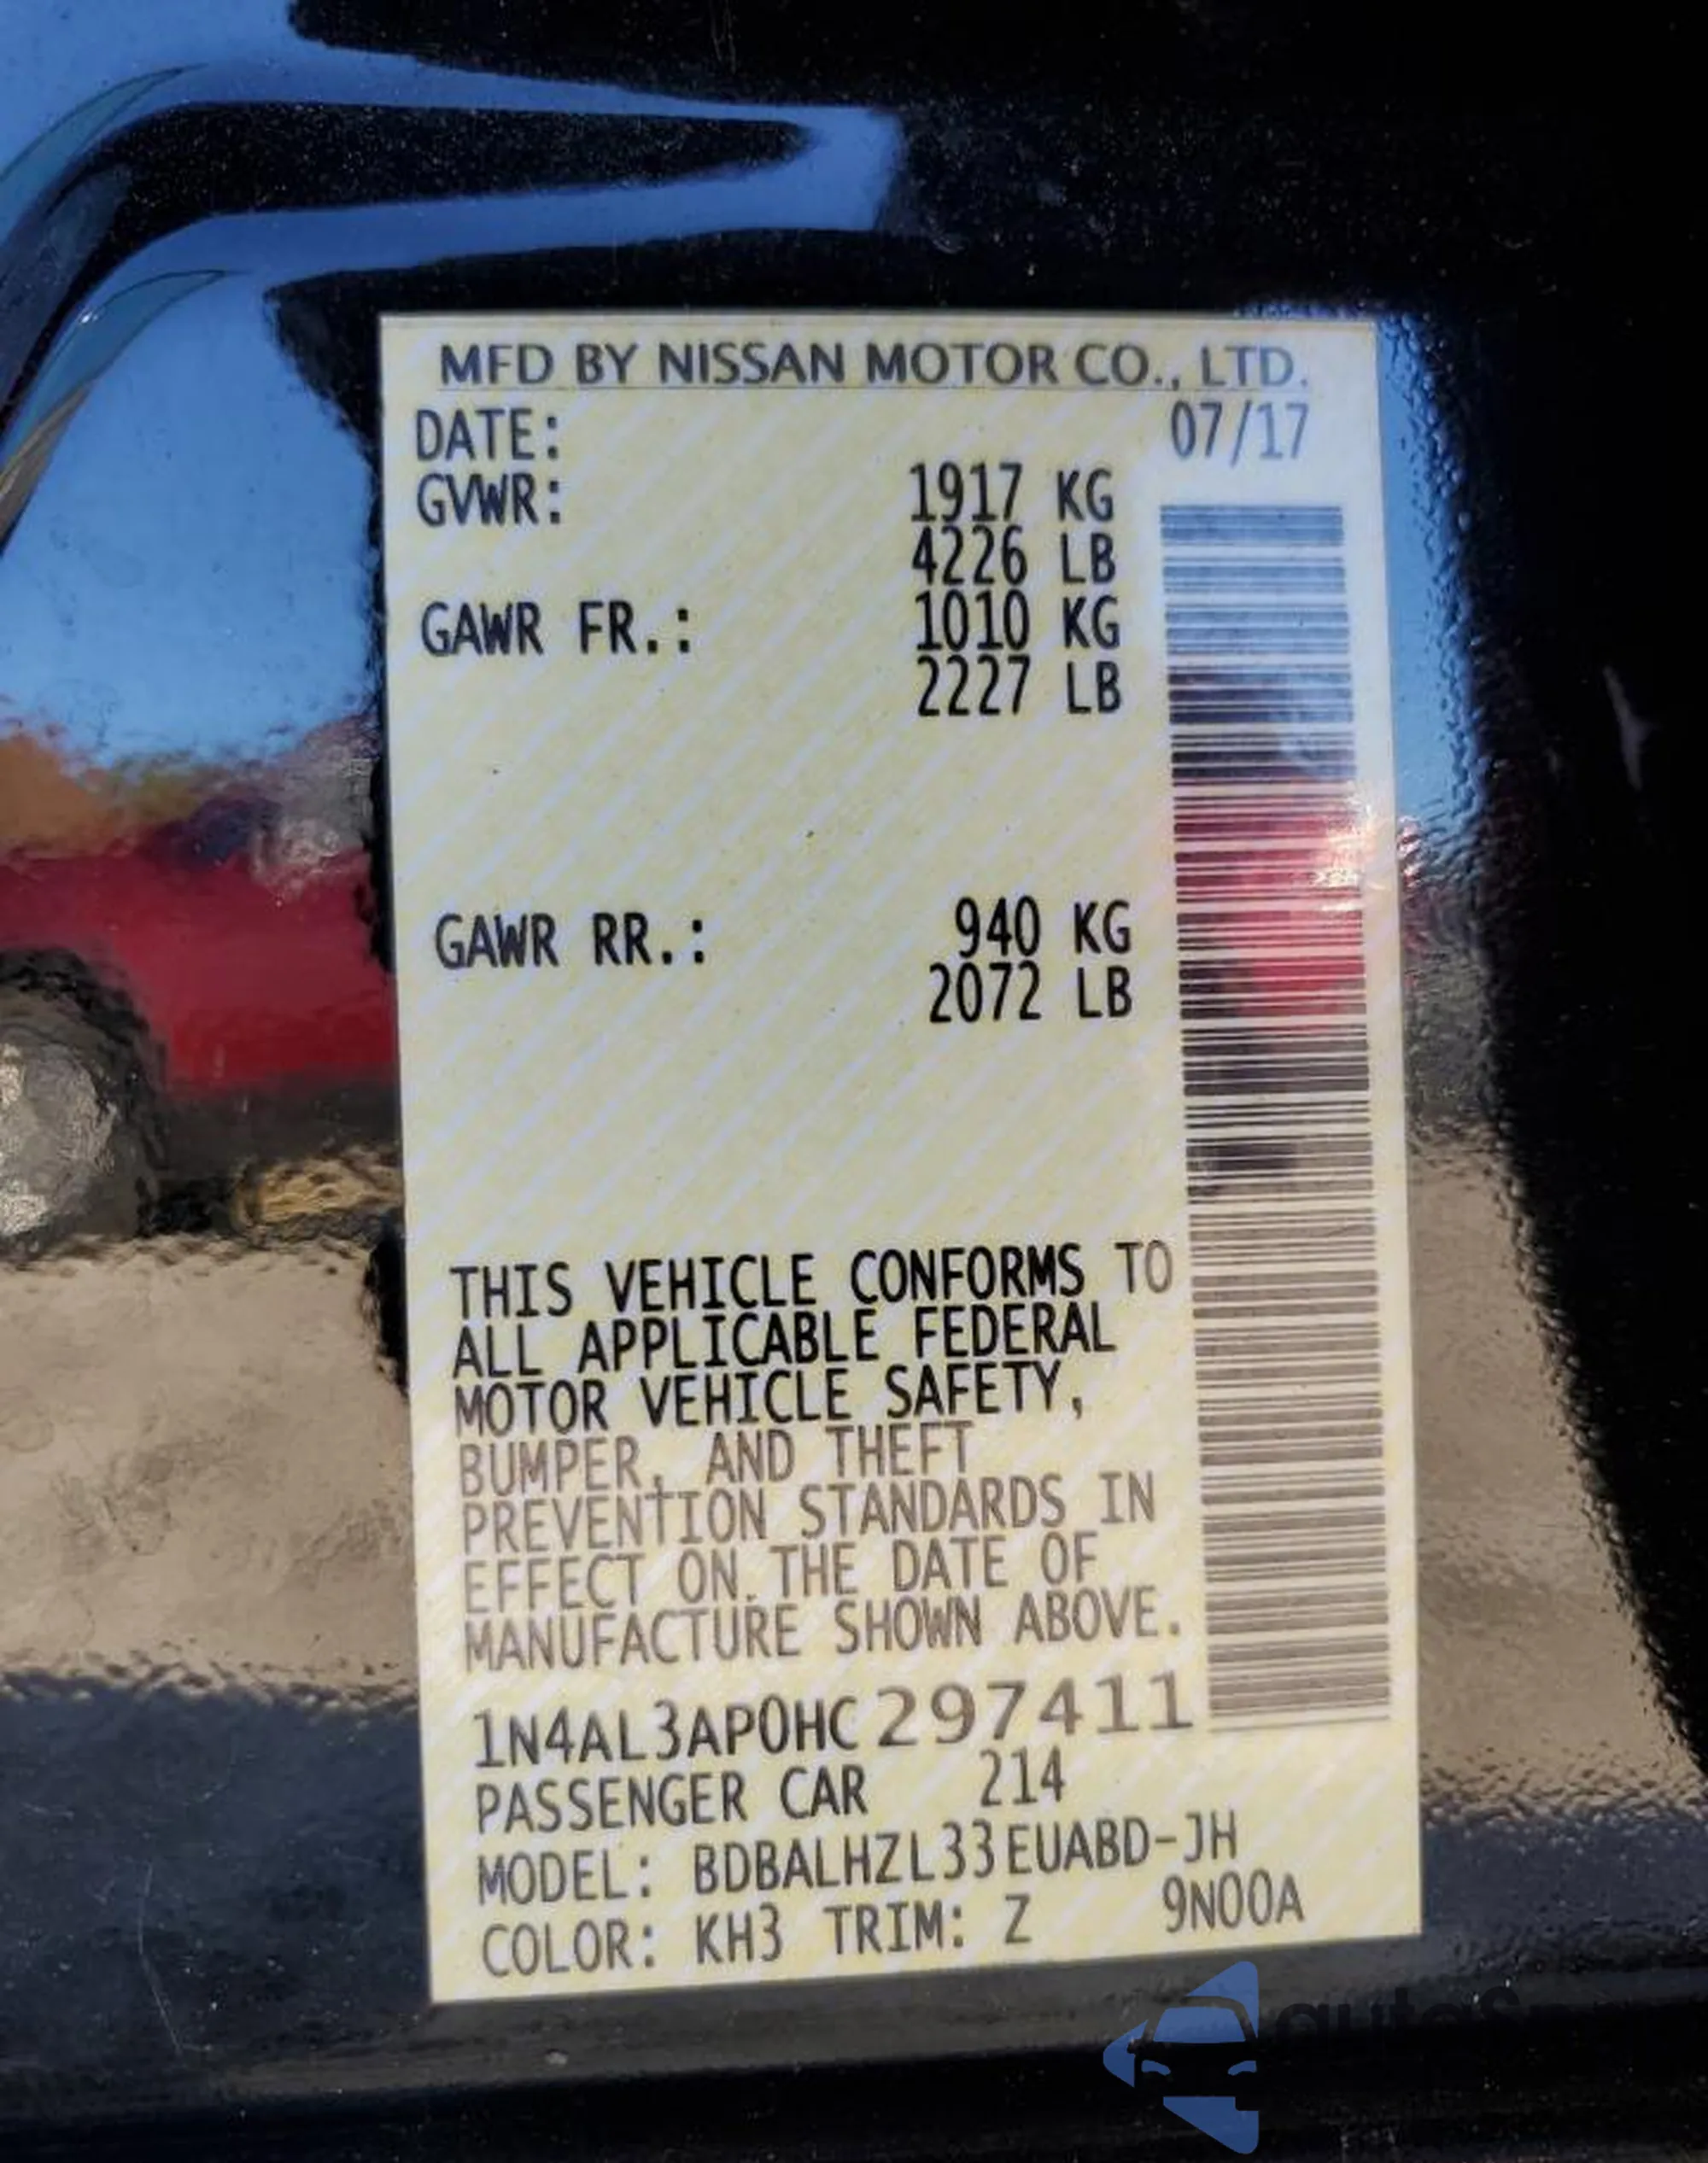 MFD BY NISSAN MOTOR CO., LTD.
DATE: 07/17
GVWR: 1917 KG
4226 LB
GAWR FR.: 1010 KG
2227 LB
GAWR RR.: 940 KG
2072 LB
THIS VEHICLE CONFORMS TO
ALL APPLICABLE FEDERAL
MOTOR VEHICLE SAFETY,
BUMPER, AND THEFT
PREVENTION STANDARDS IN
EFFECT ON THE DATE OF
MANUFACTURE SHOWN ABOVE.
1N4AL3AP0HC297411
PASSENGER CAR 214
MODEL: BDBALHZL33EUABD-JH
COLOR: KH3 TRIM: Z 9N00A